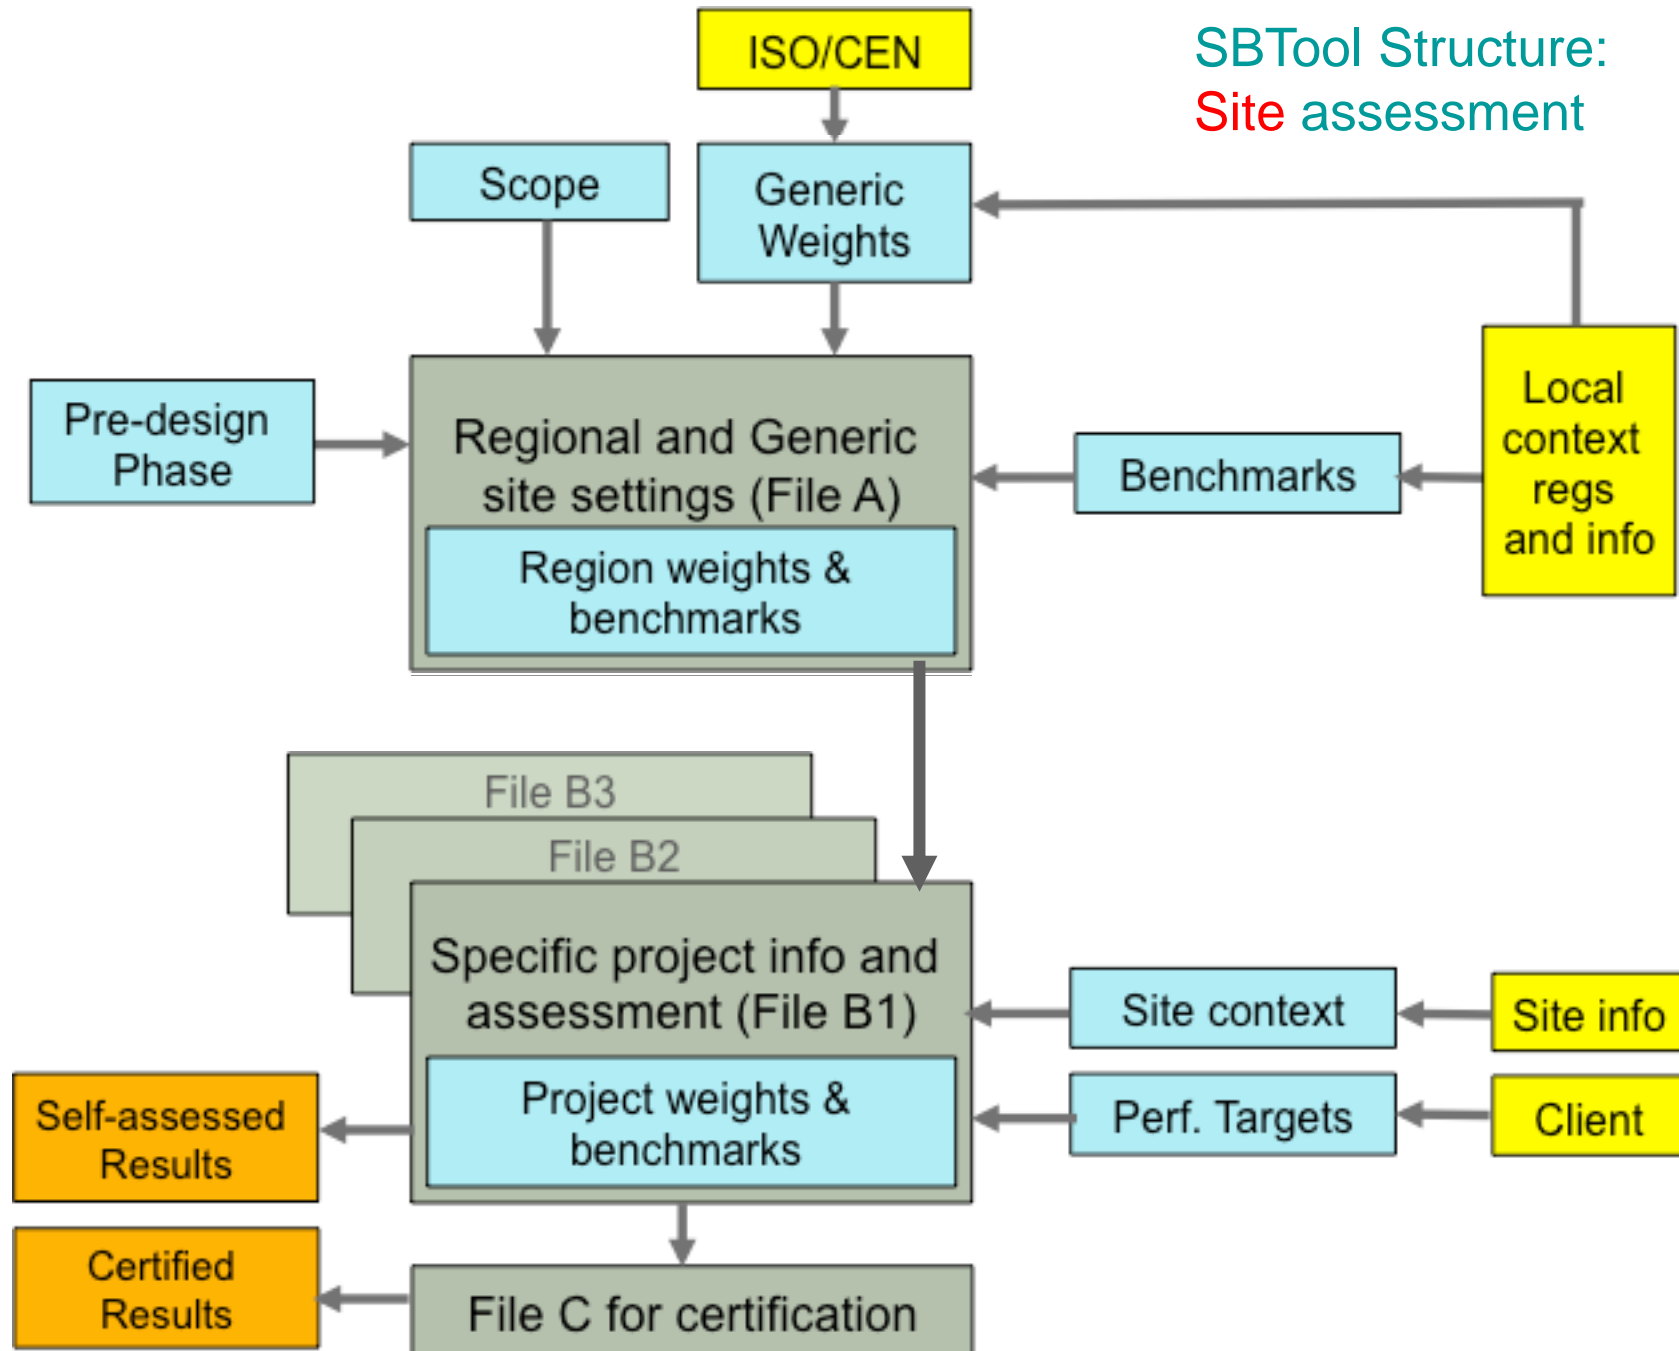 ISO/CEN
SBTool Structure:
Site assessment
Scope
Generic
Weights
Pre-design
Phase
Regional and Generic
site settings (File A)
Region weights &
benchmarks
Benchmarks
Local
context
regs
and info
File B3
File B2
Specific project info and
assessment (File B1)
Project weights &
benchmarks
Site context
Site info
Perf. Targets
Client
Self-assessed
Results
Certified
Results
File C for certification